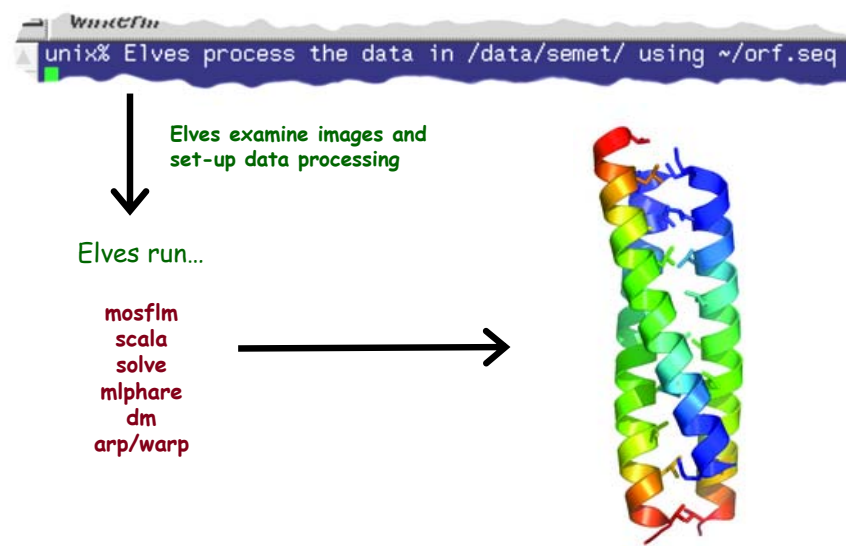 unix% Elves process the data in /data/semet/ using ~/orf.seq
Elves examine images and
set-up data processing
Elves run…
mosflm
scala
solve
mlphare
dm
arp/warp